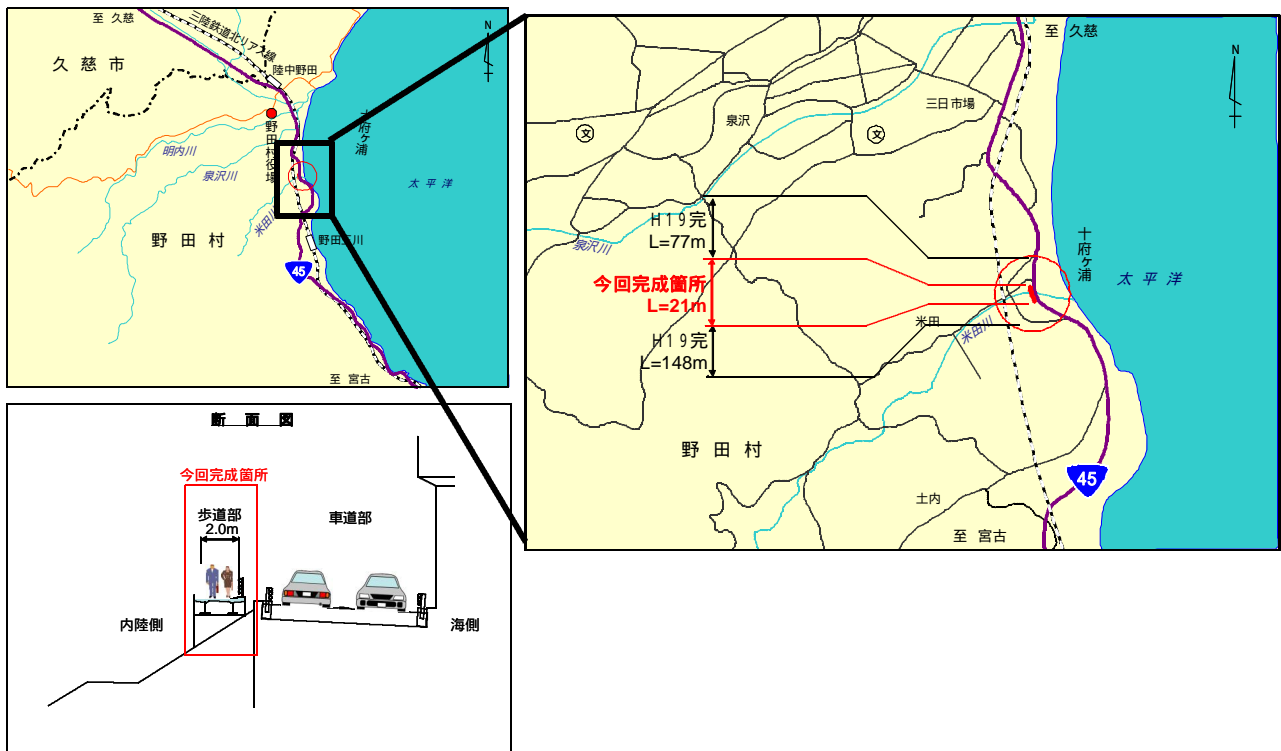 至 久慈
三陸鉄道北リアス線
N
久 慈 市
陸中野田
十府ヶ浦
野田村役場
明内川
泉沢川
太 平 洋
米田川
野 田 村
野田玉川
45
至 宮古
至 久慈
N
三日市場
泉沢
文
文
H19完
L=77m
泉沢川
十府ヶ浦
太 平 洋
今回完成箇所
L=21m
米田
米田川
H19完
L=148m
野 田 村
45
土内
至 宮古
断 面 図
今回完成箇所
歩道部
2.0m
車道部
内陸側
海側